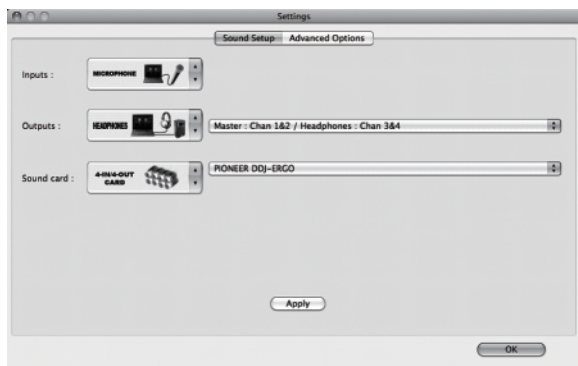 Settings
Sound Setup Advanced Options
Inputs :
MICROPHONE
Outputs :
HEADPHONES
Master : Chan 1&2 / Headphones : Chan 3&4
Sound card :
4-IN/4-OUT
CARD
PIONEER DDJ-ERGO
Apply
OK